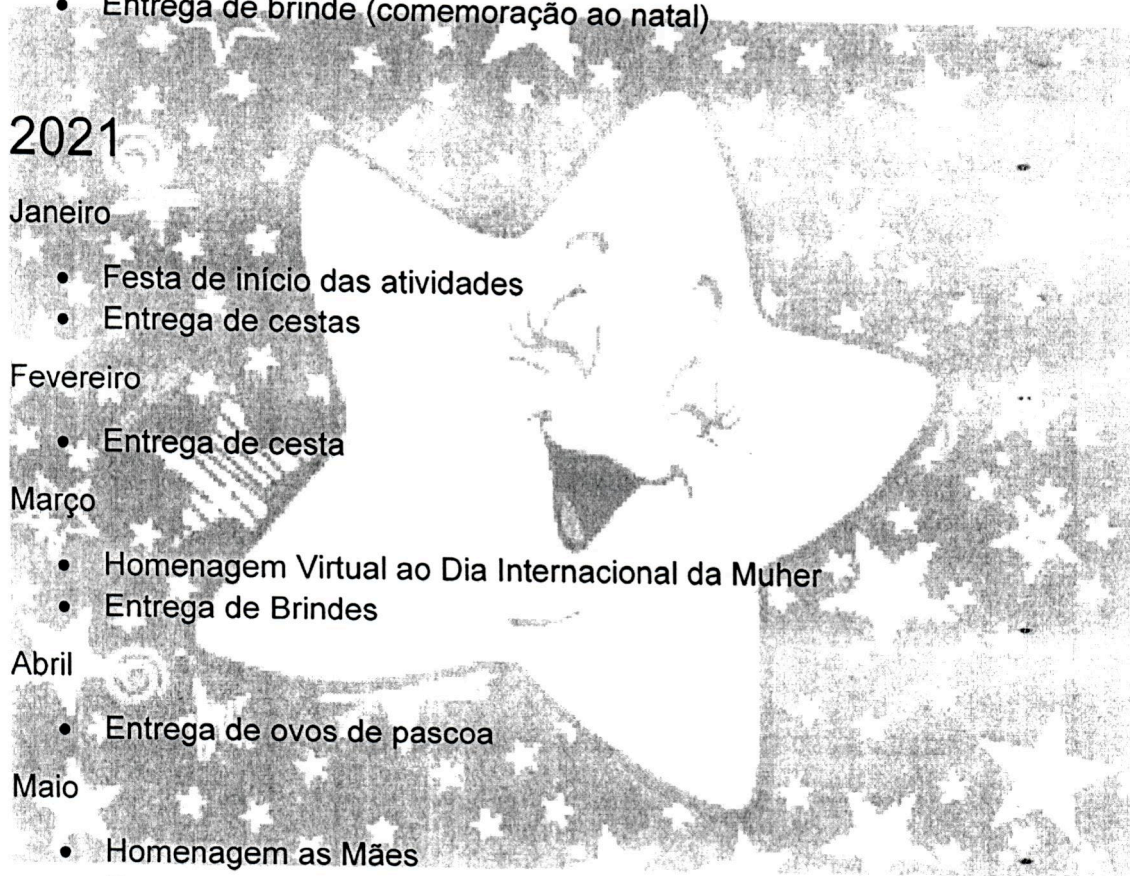 • Entrega de brinde (comemoração ao natal)
2021
Janeiro
• Festa de início das atividades
• Entrega de cestas
Fevereiro
• Entrega de cesta
Março
• Homenagem Virtual ao Dia Internacional da Muher
• Entrega de Brindes
Abril
• Entrega de ovos de pascoa
Maio
• Homenagem as Mães